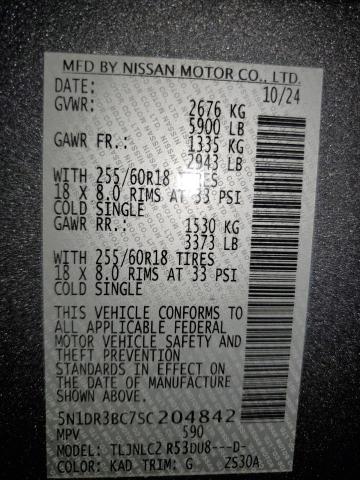 MFD BY NISSAN MOTOR CO., LTD.
DATE: 10/24
GVWR: 2676 KG
5900 LB
GAWR FR.: 1335 KG
2943 LB
WITH 255/60R18 TIRES
18 X 8.0 RIMS AT 33 PSI
COLD SINGLE
GAWR RR.: 1530 KG
3373 LB
WITH 255/60R18 TIRES
18 X 8.0 RIMS AT 33 PSI
COLD SINGLE
THIS VEHICLE CONFORMS TO
ALL APPLICABLE FEDERAL
MOTOR VEHICLE SAFETY AND
THEFT PREVENTION
STANDARDS IN EFFECT ON
THE DATE OF MANUFACTURE
SHOWN ABOVE.
5N1DR3BC7SC204842
MPV 590
MODEL: TLJNLC2 R53DU8---D-
COLOR: KAD TRIM: G 2S30A